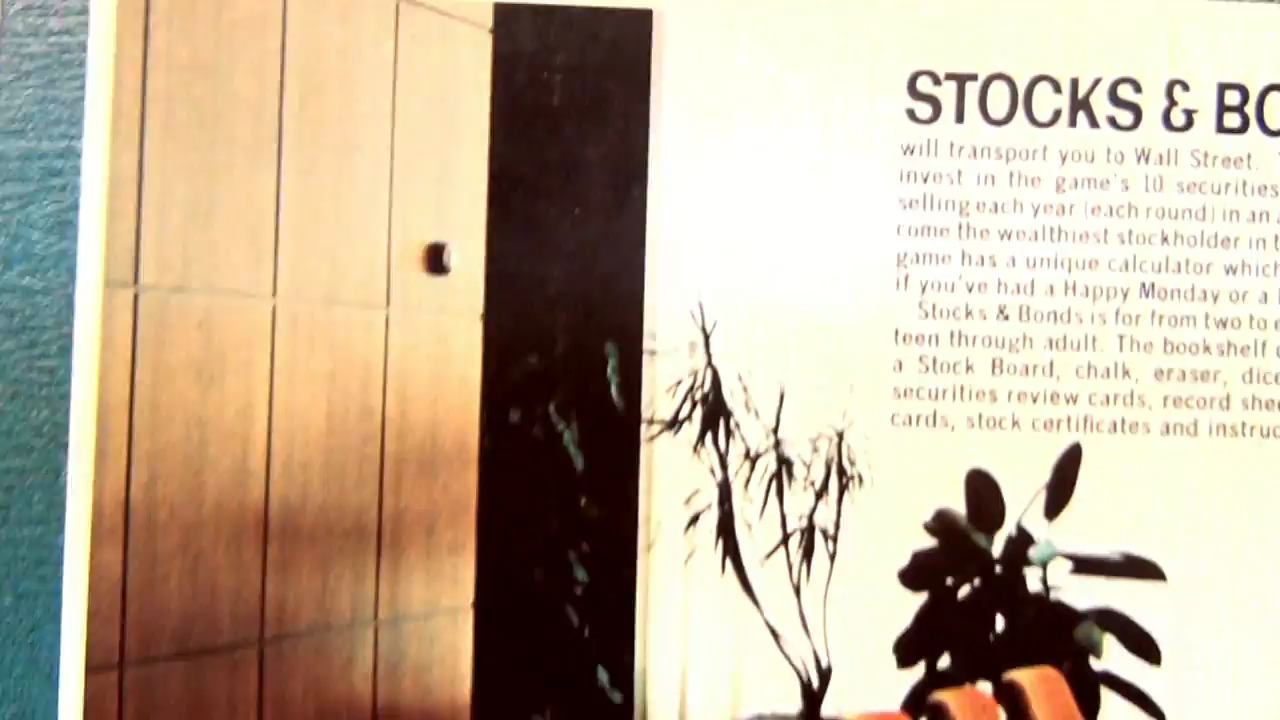 STOCKS & BO
will transport you to Wall Street.
invest in the game's 10 securities
selling each year (each round) in an
come the wealthiest stockholder in t
game has a unique calculator which
if you've had a Happy Monday or a
Stocks & Bonds is for from two to
teen through adult. The bookshelf
a Stock Board, chalk, eraser, dice
securities review cards, record shee
cards, stock certificates and instruc